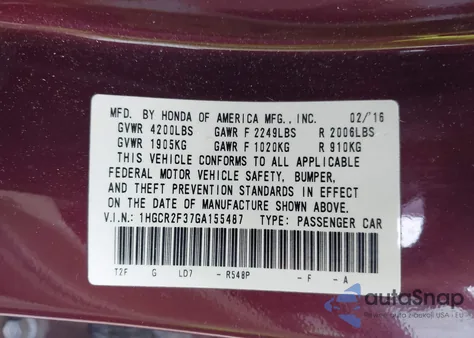 MFD. BY HONDA OF AMERICA MFG., INC. 02/'16
GVWR 4200LBS GAWR F 2249LBS R 2006LBS
GVWR 1905KG GAWR F 1020KG R 910KG
THIS VEHICLE CONFORMS TO ALL APPLICABLE
FEDERAL MOTOR VEHICLE SAFETY, BUMPER,
AND THEFT PREVENTION STANDARDS IN EFFECT
ON THE DATE OF MANUFACTURE SHOWN ABOVE.
V.I.N: 1HGCR2F37GA155487 TYPE: PASSENGER CAR
T2F G LD7 - R548P - F - A
autoSnap